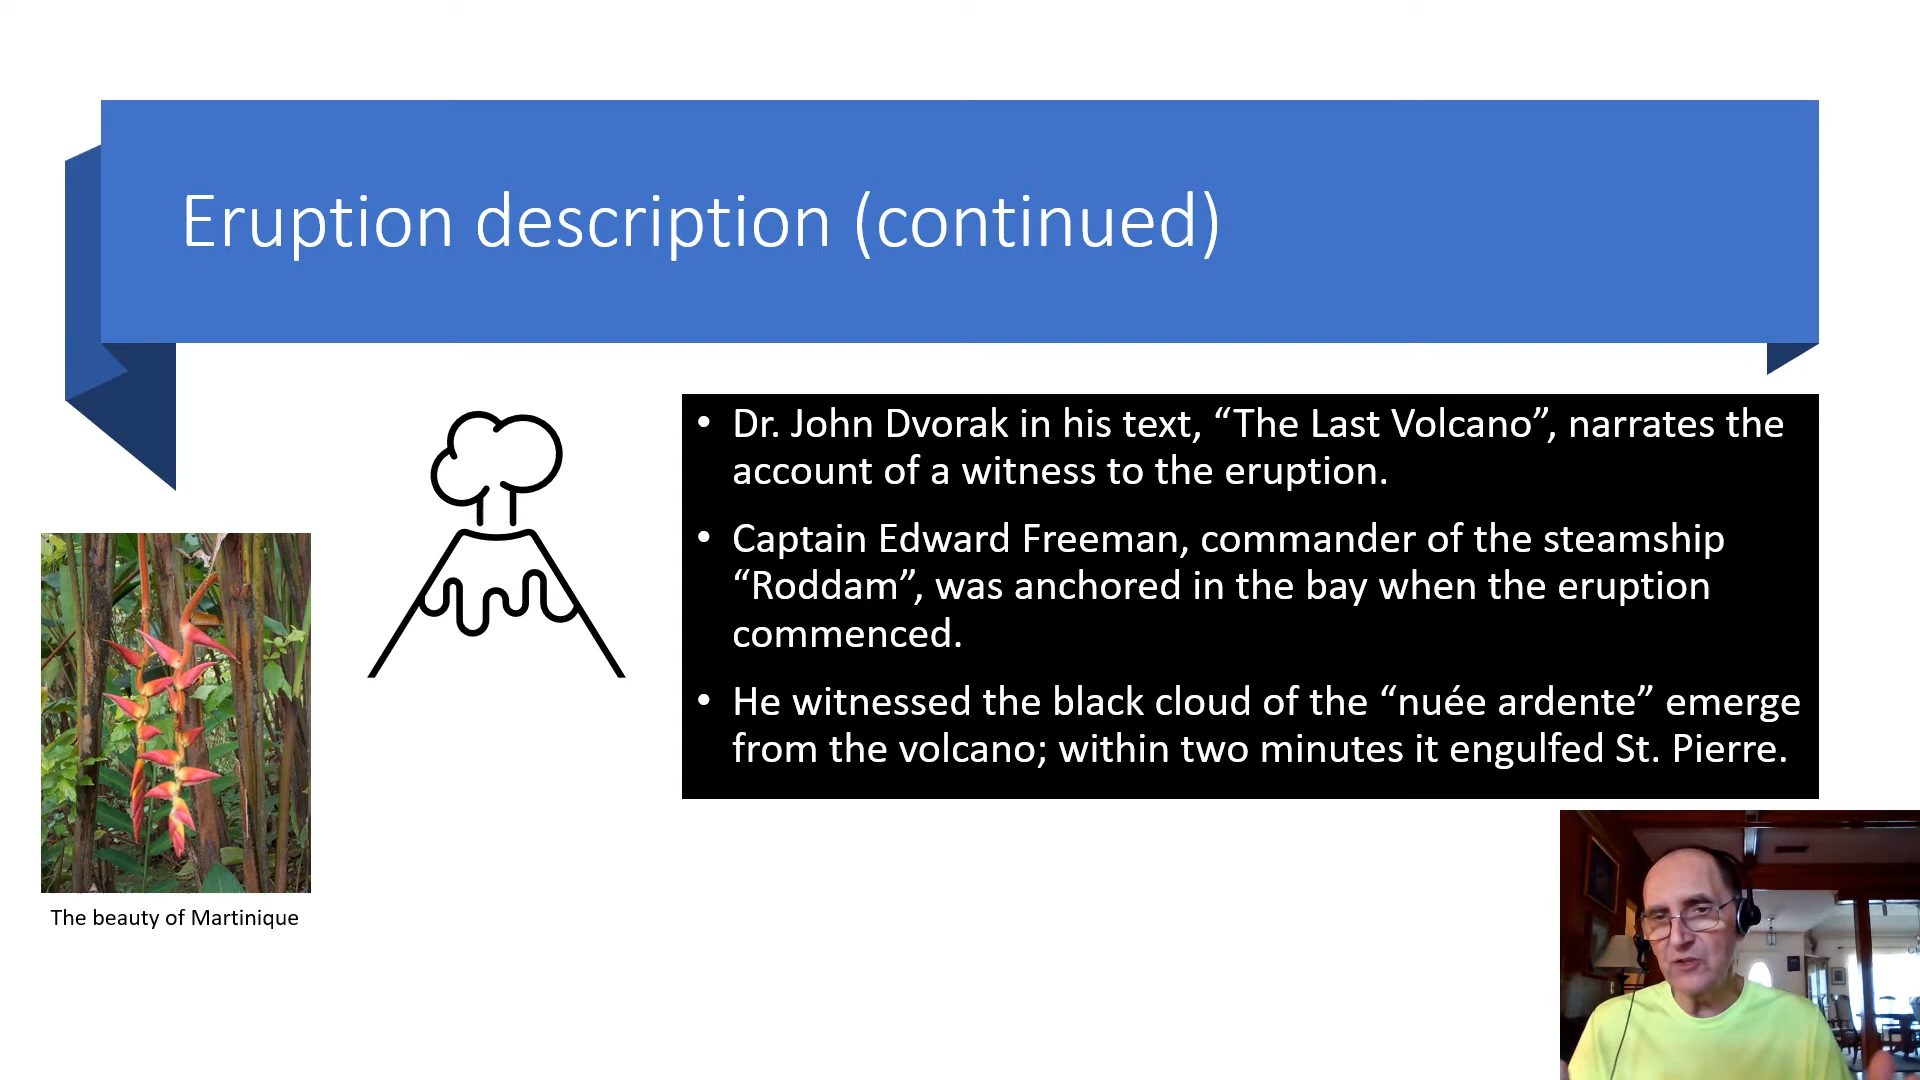 Eruption description (continued)
• Dr. John Dvorak in his text, “The Last Volcano”, narrates the
account of a witness to the eruption.
• Captain Edward Freeman, commander of the steamship
“Roddam”, was anchored in the bay when the eruption
commenced.
• He witnessed the black cloud of the “nuée ardente” emerge
from the volcano; within two minutes it engulfed St. Pierre.
The beauty of Martinique